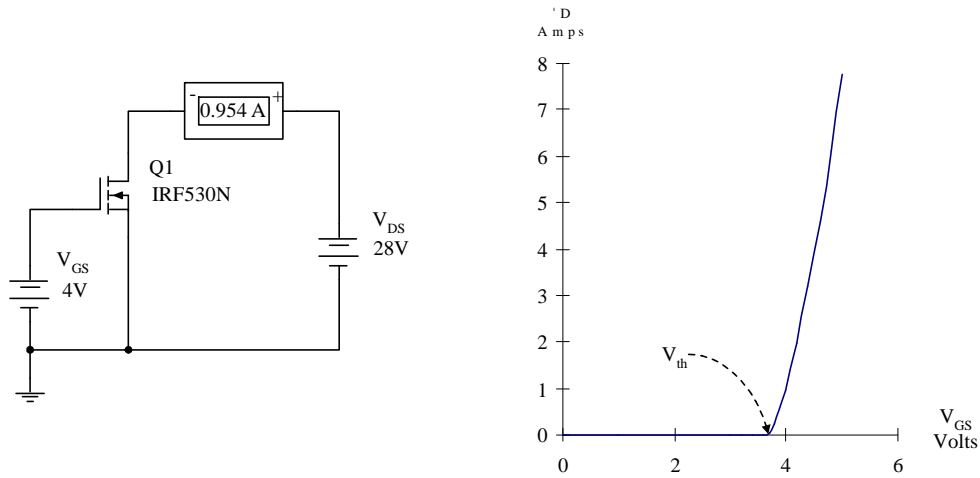 0.954 A
- +
Q1
IRF530N
V_DS
28V
V_GS
4V
'D
Amps
8
7
6
5
4
3
2
1
0
0 2 4 6
V_th
V_GS
Volts